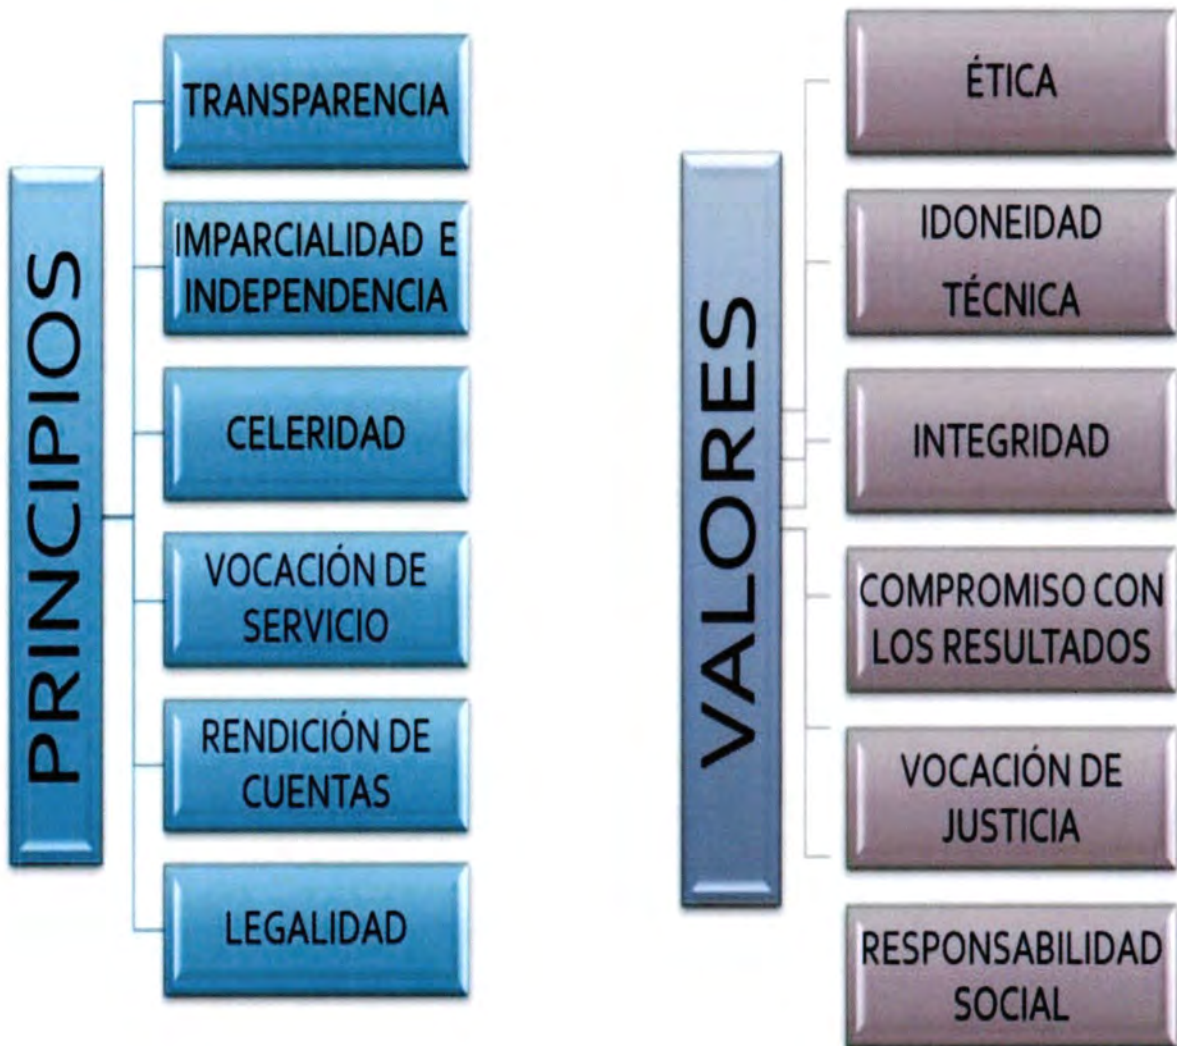 PRINCIPIOS
TRANSPARENCIA
IMPARCIALIDAD E
INDEPENDENCIA
CELERIDAD
VOCACIÓN DE
SERVICIO
RENDICIÓN DE
CUENTAS
LEGALIDAD
VALORES
ÉTICA
IDONEIDAD
TÉCNICA
INTEGRIDAD
COMPROMISO CON
LOS RESULTADOS
VOCACIÓN DE
JUSTICIA
RESPONSABILIDAD
SOCIAL